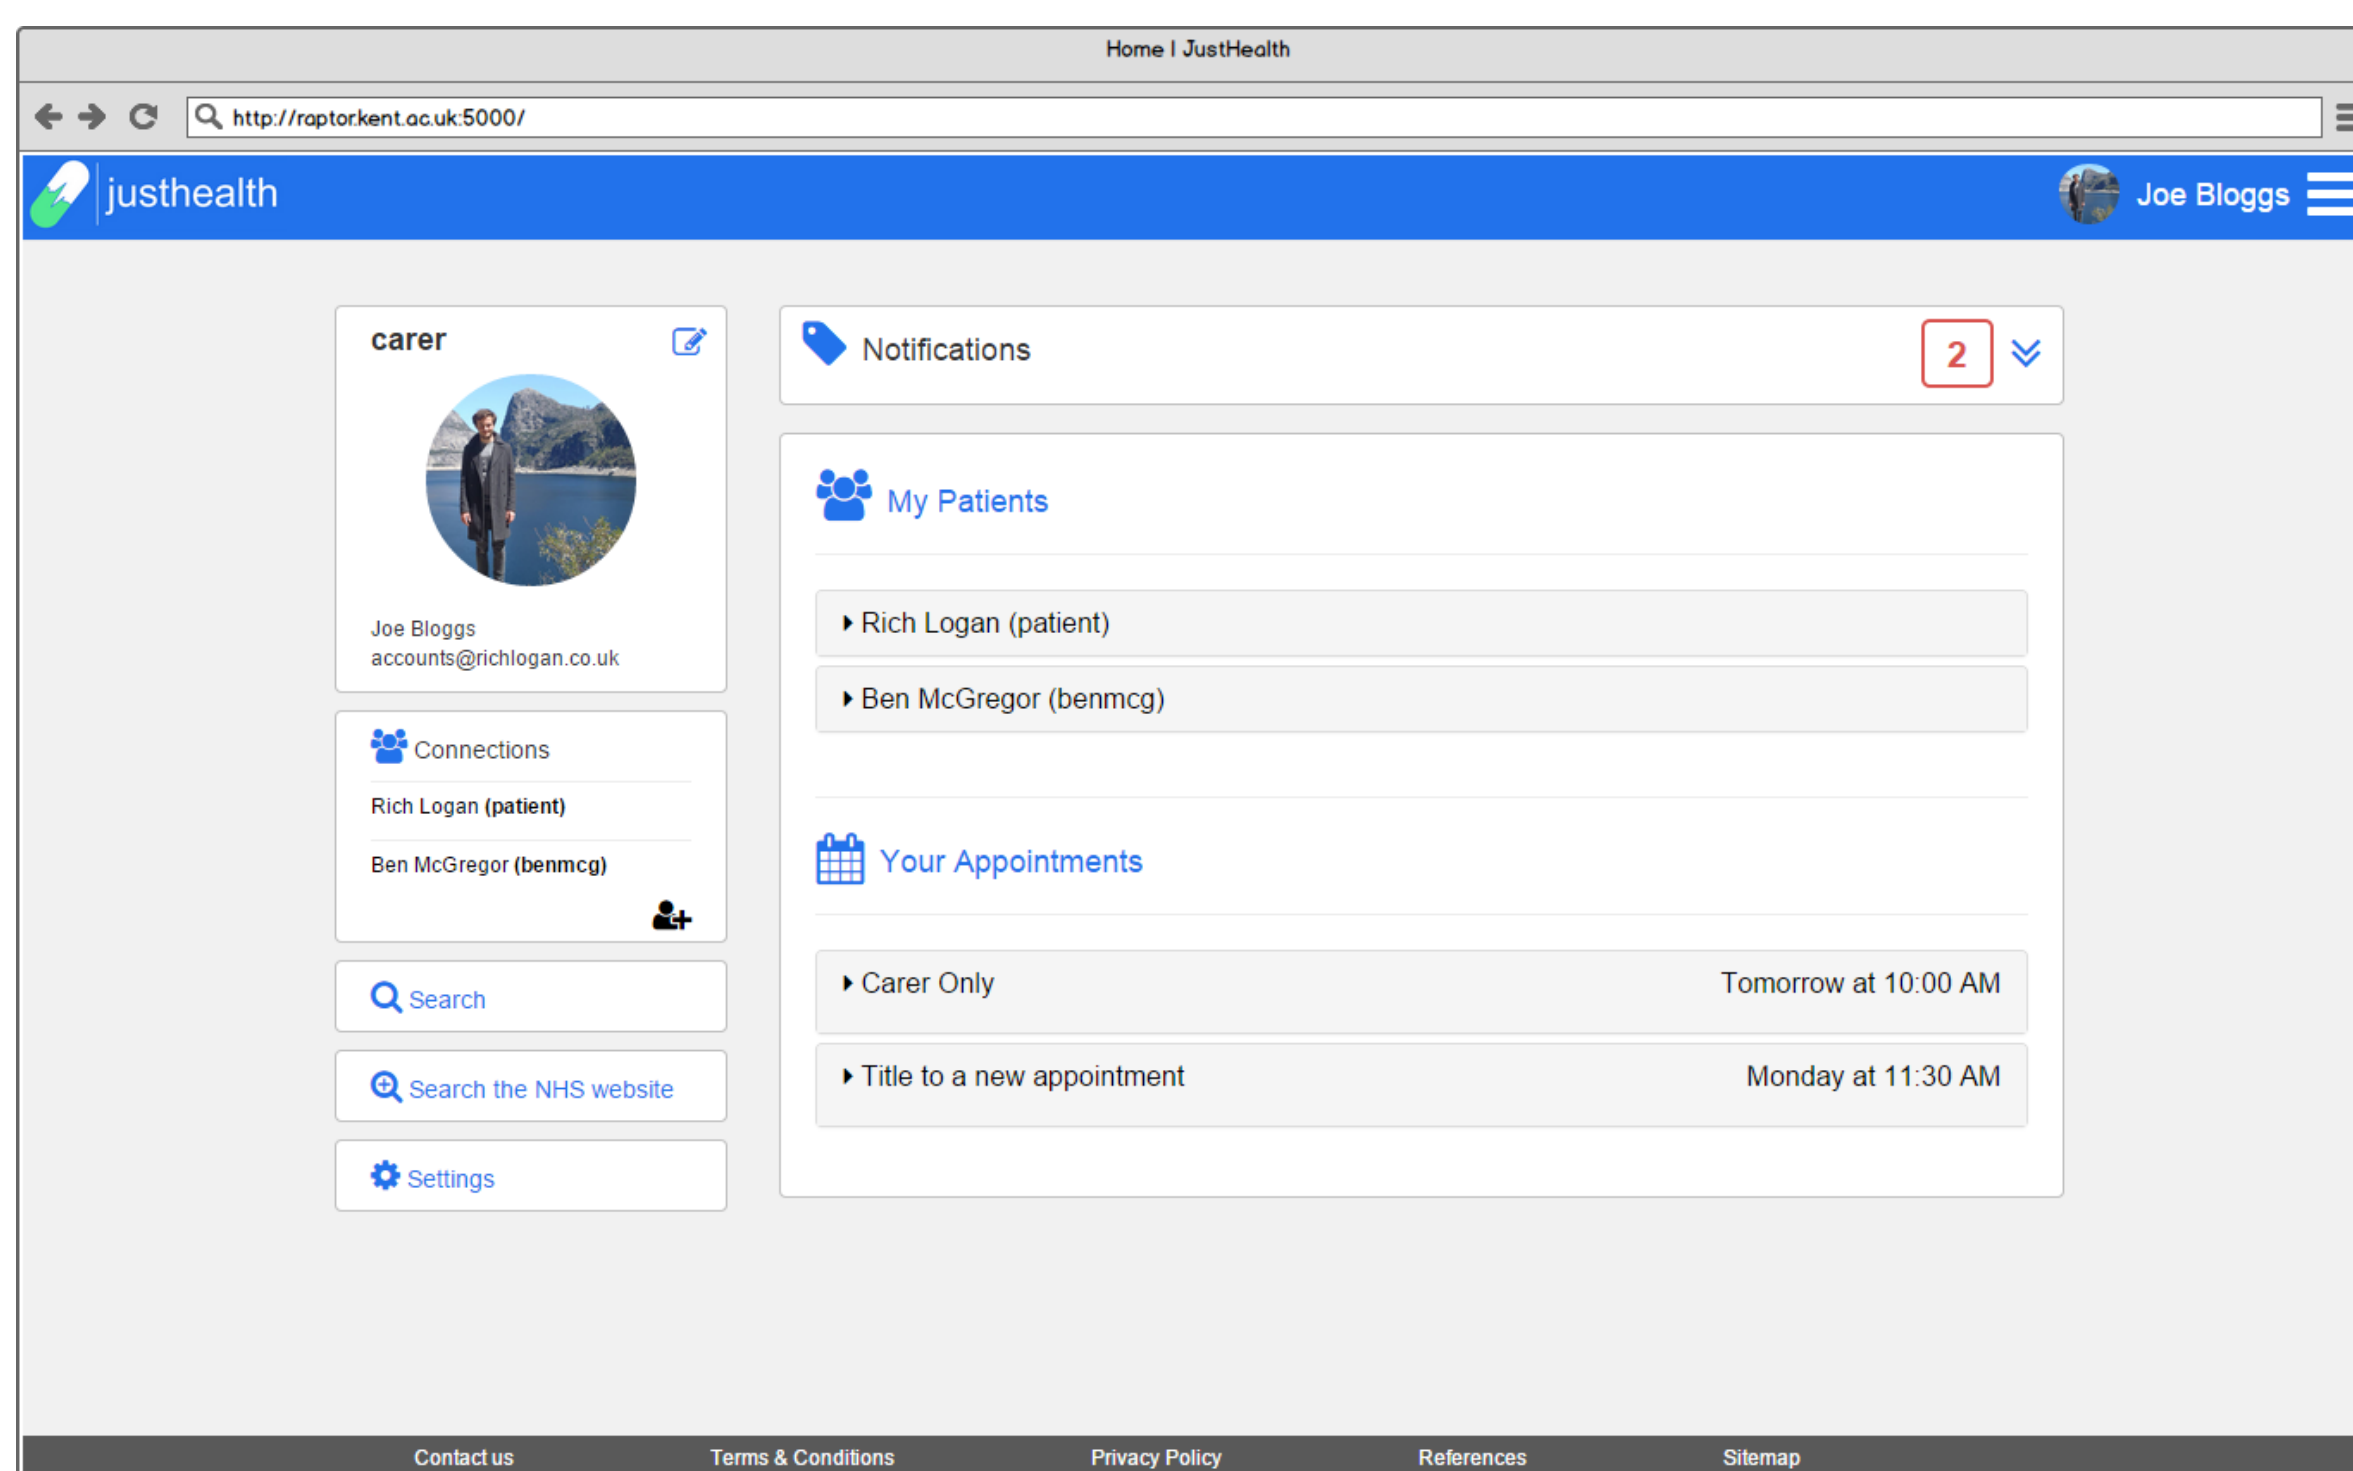 Home | JustHealth
http://raptor.kent.ac.uk:5000/
justhealth
Joe Bloggs
carer
Joe Bloggs
accounts@richlogan.co.uk
Connections
Rich Logan (patient)
Ben McGregor (benmcg)
Search
Search the NHS website
Settings
Notifications
2
My Patients
Rich Logan (patient)
Ben McGregor (benmcg)
Your Appointments
Carer Only Tomorrow at 10:00 AM
Title to a new appointment Monday at 11:30 AM
Contact us Terms & Conditions Privacy Policy References Sitemap